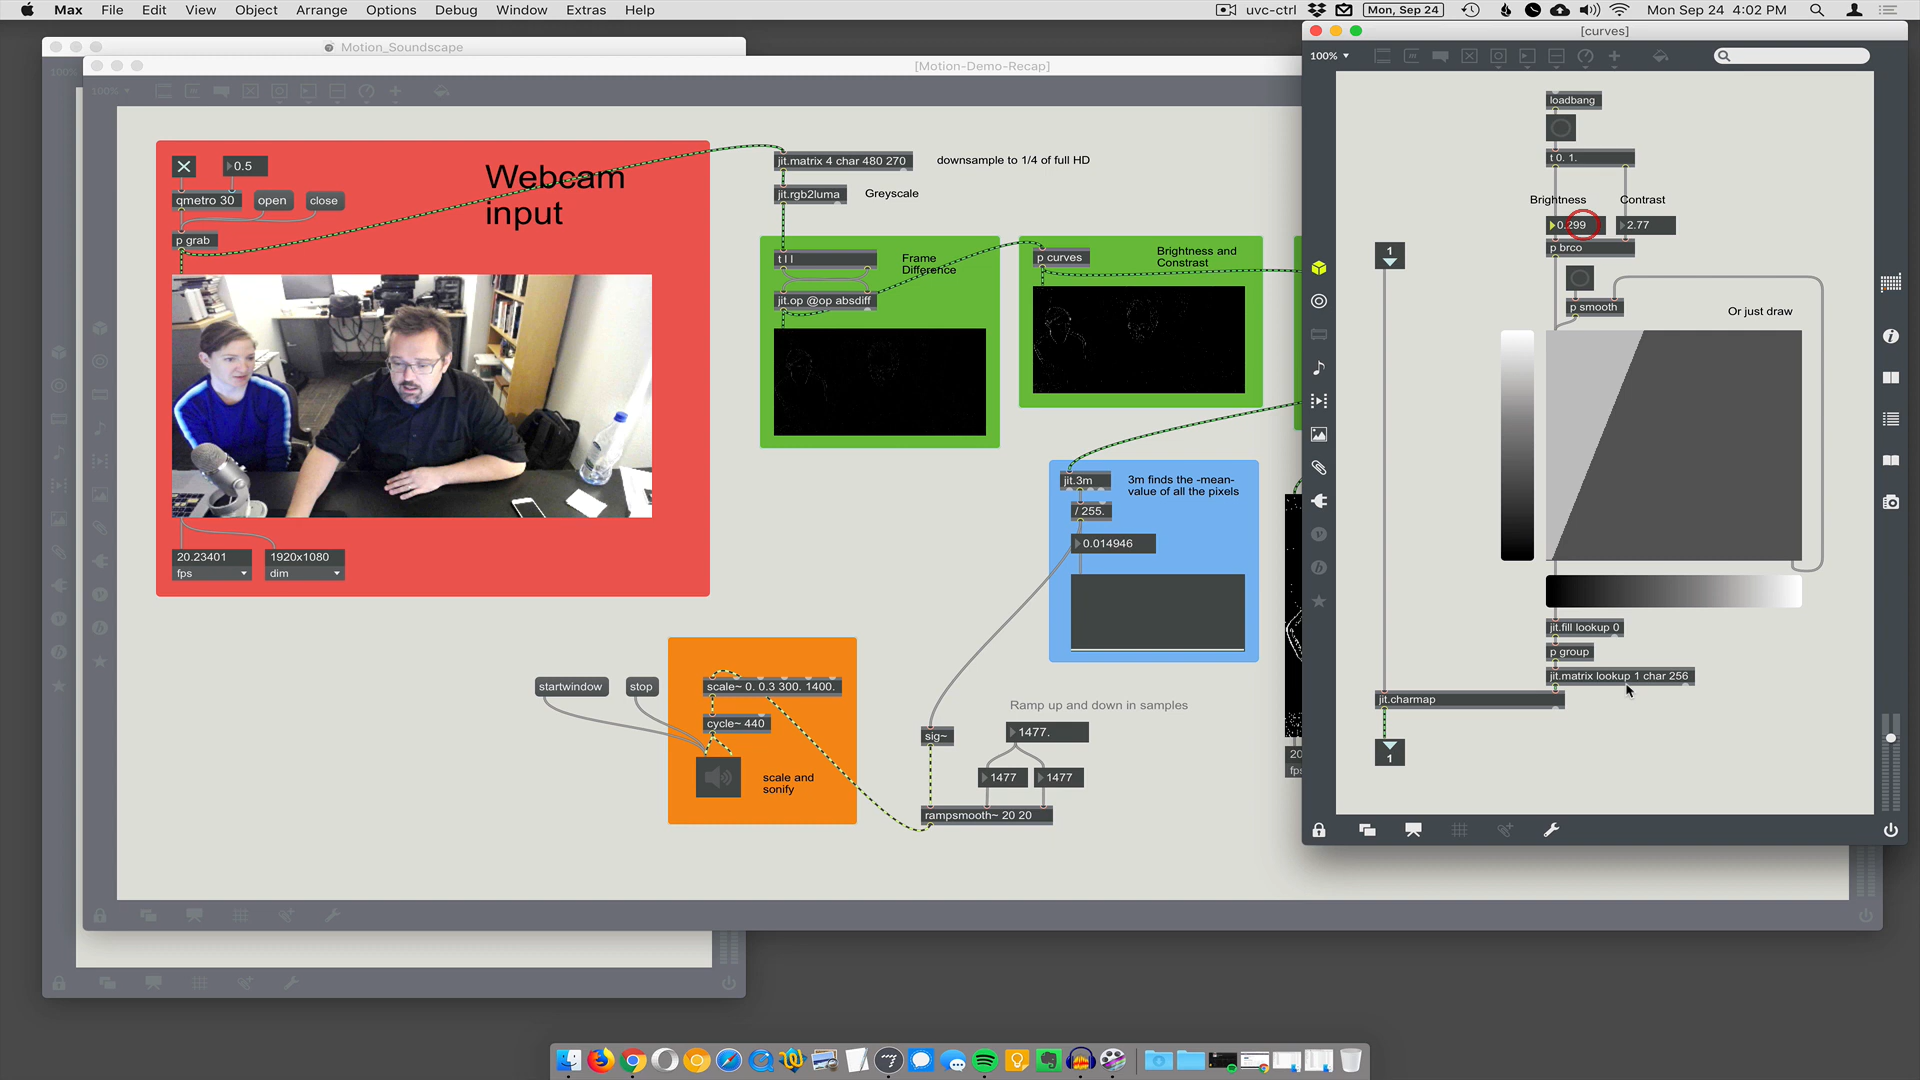 Max File Edit View Object Arrange Options Debug Window Extras Help
uvc-ctrl Mon, Sep 24 Mon Sep 24 4:02 PM
Motion_Soundscape
[Motion-Demo-Recap]
[curves]
100%
100%
100%
0.5
Webcam
input
qmetro 30
open
close
p grab
20.23401
fps
1920x1080
dim
jit.matrix 4 char 480 270
downsample to 1/4 of full HD
jit.rgb2luma
Greyscale
t l l
Frame
Difference
jit.op @op absdiff
p curves
Brightness and
Constrast
jit.3m
3m finds the -mean-
value of all the pixels
/ 255.
0.014946
startwindow
stop
scale~ 0. 0.3 300. 1400.
cycle~ 440
scale and
sonify
sig~
Ramp up and down in samples
1477.
1477
1477
rampsmooth~ 20 20
20
fps
loadbang
t 0. 1.
Brightness
Contrast
0.299
2.77
p brco
1
p smooth
Or just draw
jit.fill lookup 0
p group
jit.matrix lookup 1 char 256
jit.charmap
1